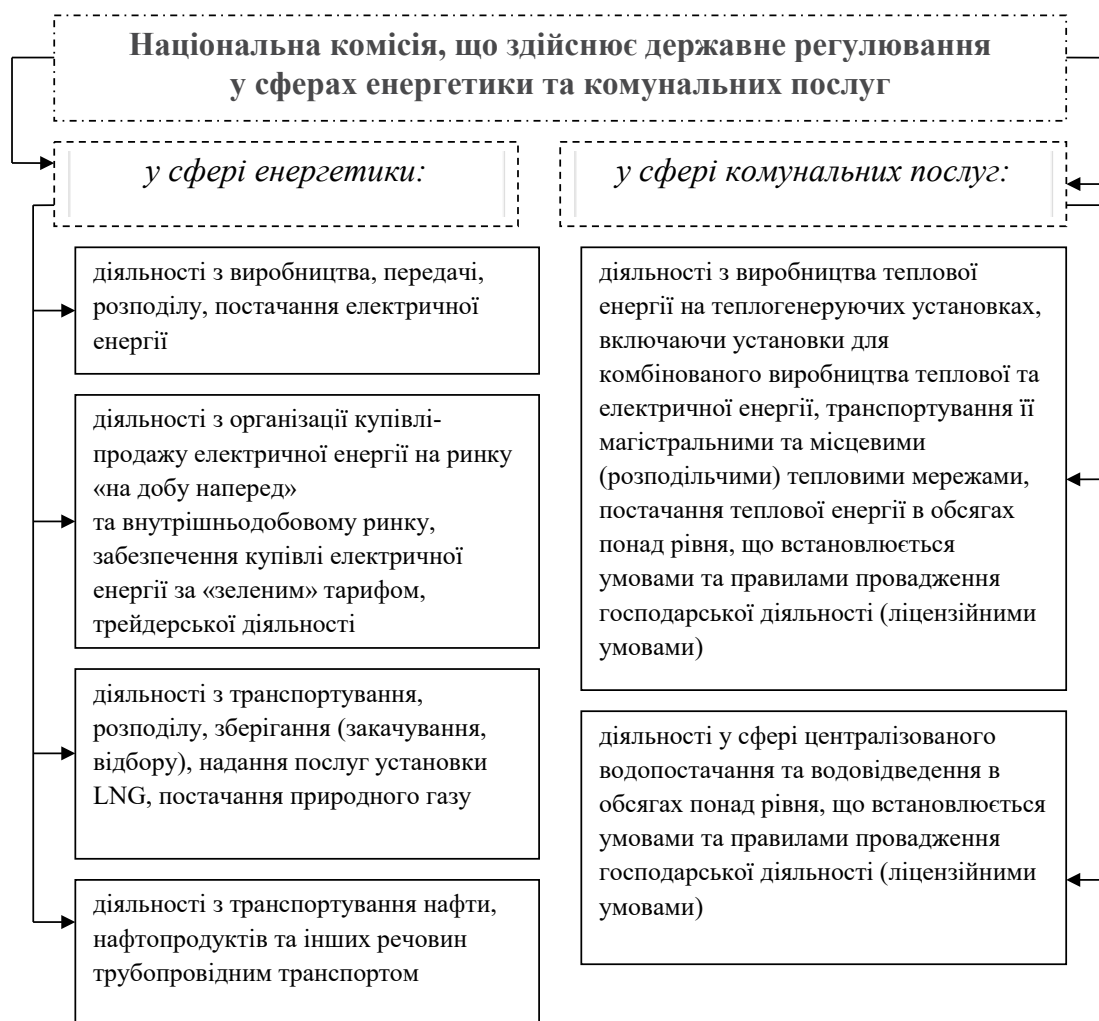 Національна комісія, що здійснює державне регулювання
у сферах енергетики та комунальних послуг
у сфері енергетики:
діяльності з виробництва, передачі,
розподілу, постачання електричної
енергії
діяльності з організації купівлі-
продажу електричної енергії на ринку
«на добу наперед»
та внутрішньодобовому ринку,
забезпечення купівлі електричної
енергії за «зеленим» тарифом,
трейдерської діяльності
діяльності з транспортування,
розподілу, зберігання (закачування,
відбору), надання послуг установки
LNG, постачання природного газу
діяльності з транспортування нафти,
нафтопродуктів та інших речовин
трубопровідним транспортом
у сфері комунальних послуг:
діяльності з виробництва теплової
енергії на теплогенеруючих установках,
включаючи установки для
комбінованого виробництва теплової та
електричної енергії, транспортування її
магістральними та місцевими
(розподільчими) тепловими мережами,
постачання теплової енергії в обсягах
понад рівня, що встановлюється
умовами та правилами провадження
господарської діяльності (ліцензійними
умовами)
діяльності у сфері централізованого
водопостачання та водовідведення в
обсягах понад рівня, що встановлюється
умовами та правилами провадження
господарської діяльності (ліцензійними
умовами)